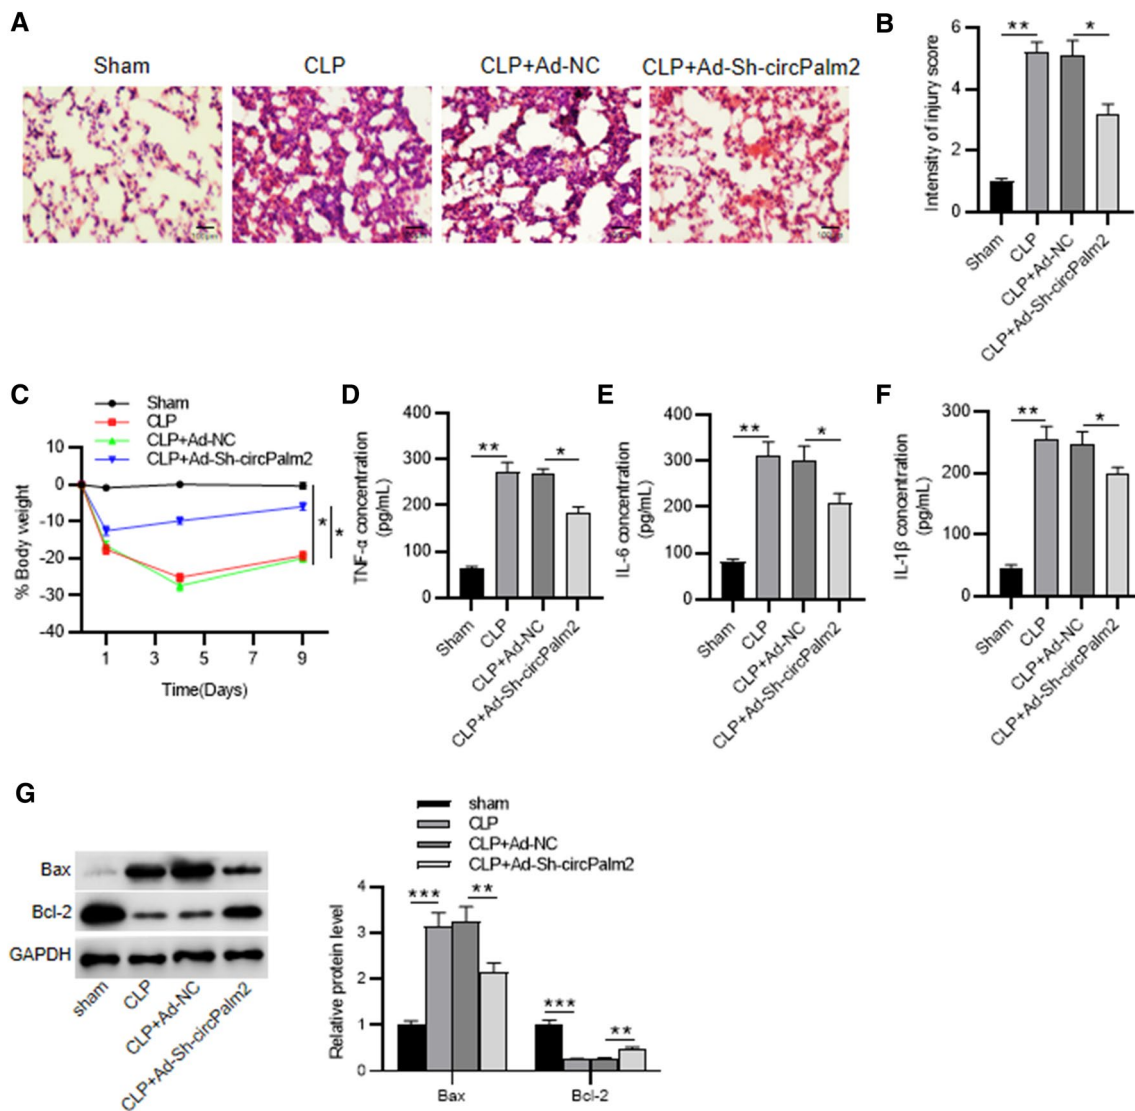 A
Sham
CLP
CLP+Ad-NC
CLP+Ad-Sh-circPalm2
100μm
B
Intensity of injury score
6
4
2
0
**
*
Sham
CLP
CLP+Ad-NC
CLP+Ad-Sh-circPalm2
C
Sham
CLP
CLP+Ad-NC
CLP+Ad-Sh-circPalm2
% Body weight
10
0
-10
-20
-30
-40
*
*
1 3 5 7 9
Time(Days)
D
TNF-α concentration
(pg/mL)
400
300
200
100
0
**
*
Sham
CLP
CLP+Ad-NC
CLP+Ad-Sh-circPalm2
E
IL-6 concentration
(pg/mL)
400
300
200
100
0
**
*
Sham
CLP
CLP+Ad-NC
CLP+Ad-Sh-circPalm2
F
IL-1β concentration
(pg/mL)
300
200
100
0
**
*
Sham
CLP
CLP+Ad-NC
CLP+Ad-Sh-circPalm2
G
Bax
Bcl-2
GAPDH
sham
CLP
CLP+Ad-NC
CLP+Ad-Sh-circPalm2
sham
CLP
CLP+Ad-NC
CLP+Ad-Sh-circPalm2
Relative protein level
4
3
2
1
0
***
**
***
**
Bax
Bcl-2